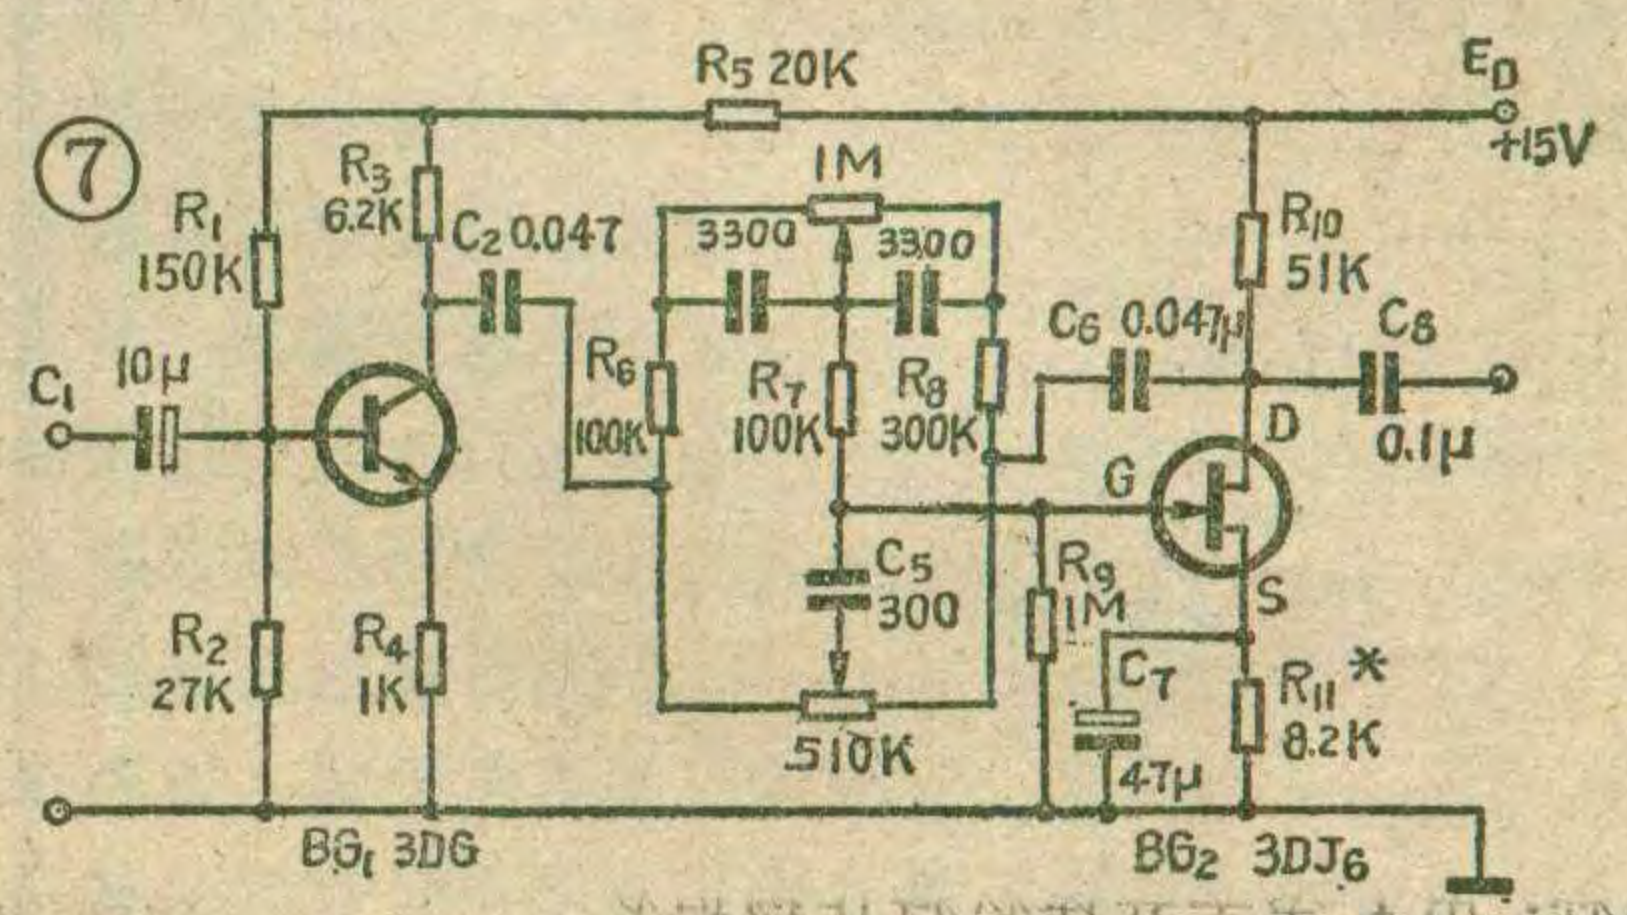 7
R5 20K
ED
+15V
R1
150K
R3
6.2K
C2 0.047
1M
3300
3300
R10
51K
C1
10μ
R6
100K
R7
100K
R8
300K
C6 0.047μ
C8
0.1μ
D
G
S
C5
300
R9
1M
R2
27K
R4
1K
510K
C7
47μ
R11*
8.2K
BG1 3DG
BG2 3DJ6